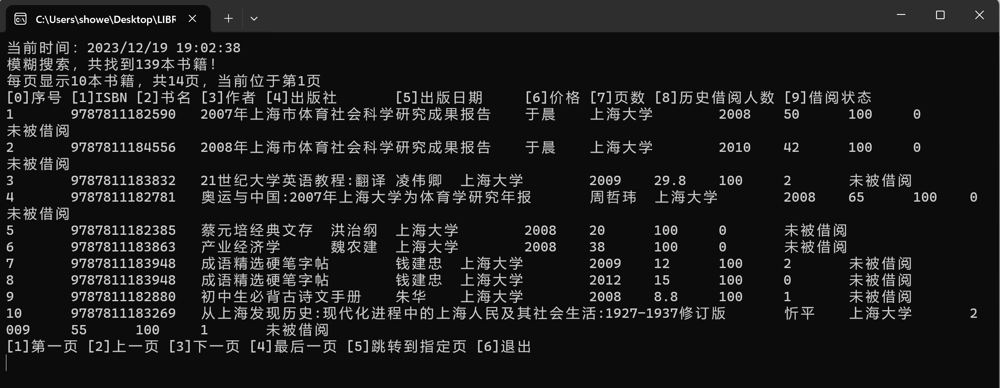 C:\Users\showe\Desktop\LIBR
当前时间: 2023/12/19 19:02:38
模糊搜索, 共找到139本书籍!
每页显示10本书籍, 共14页, 当前位于第1页
[0]序号 [1]ISBN [2]书名 [3]作者 [4]出版社 [5]出版日期 [6]价格 [7]页数 [8]历史借阅人数 [9]借阅状态
1 9787811182590 2007年上海市体育社会科学研究成果报告 于晨 上海大学 2008 50 100 0
未被借阅
2 9787811184556 2008年上海市体育社会科学研究成果报告 于晨 上海大学 2010 42 100 0
未被借阅
3 9787811183832 21世纪大学英语教程:翻译 凌伟卿 上海大学 2009 29.8 100 2 未被借阅
4 9787811182781 奥运与中国:2007年上海大学为体育学研究年报 周哲玮 上海大学 2008 65 100 0
未被借阅
5 9787811182385 蔡元培经典文存 洪治纲 上海大学 2008 20 100 0 未被借阅
6 9787811183863 产业经济学 魏农建 上海大学 2008 38 100 0 未被借阅
7 9787811183948 成语精选硬笔字帖 钱建忠 上海大学 2009 12 100 2 未被借阅
8 9787811183948 成语精选硬笔字帖 钱建忠 上海大学 2012 15 100 0 未被借阅
9 9787811182880 初中生必背古诗文手册 朱华 上海大学 2008 8.8 100 1 未被借阅
10 9787811183269 从上海发现历史:现代化进程中的上海人民及其社会生活:1927-1937修订版 忻平 上海大学 2
009 55 100 1 未被借阅
[1]第一页 [2]上一页 [3]下一页 [4]最后一页 [5]跳转到指定页 [6]退出